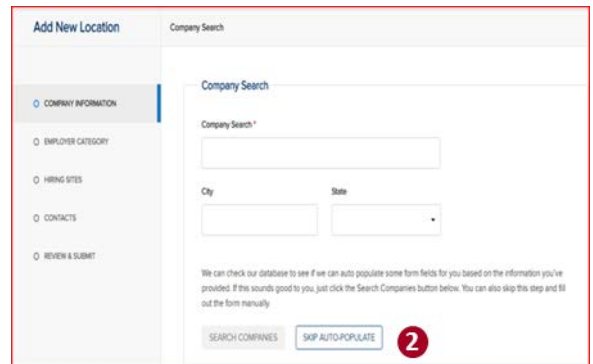 Add New Location
Company Search
Company Search
COMPANY INFORMATION
Company Search *
EMPLOYER CATEGORY
HIRING SITES
City State
CONTACTS
REVIEW & SUBMIT
We can check our database to see if we can auto populate some form fields for you based on the information you've
provided. If this sounds good to you, just click the Search Companies button below. You can also skip this step and fill
out the form manually.
SEARCH COMPANIES SKIP AUTO-POPULATE 2